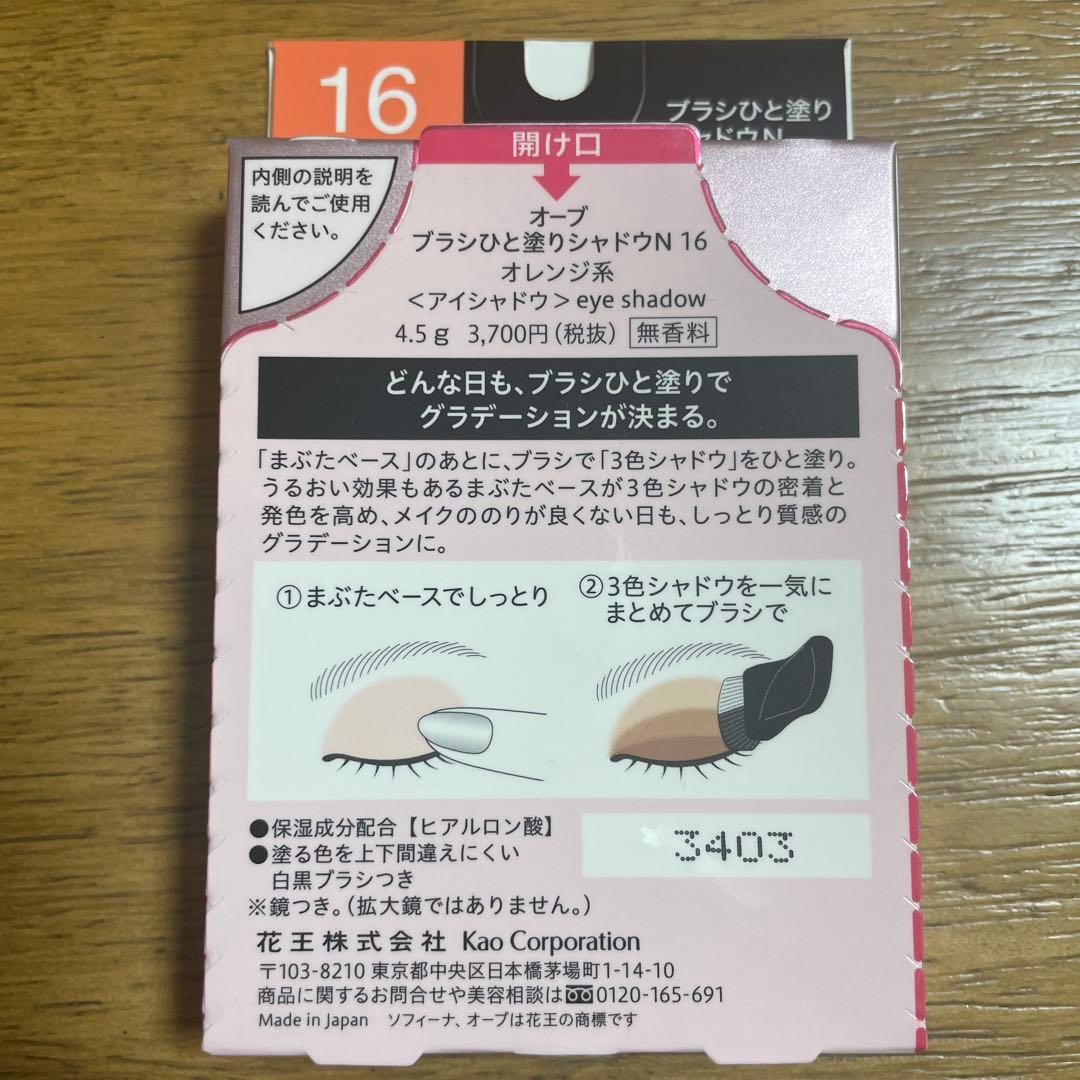 16
ブラシひと塗り
シャドウN
開け口
内側の説明を
読んでご使用
ください。
オーブ
ブラシひと塗りシャドウN 16
オレンジ系
＜アイシャドウ＞eye shadow
4.5g 3,700円（税抜） 無香料
どんな日も、ブラシひと塗りで
グラデーションが決まる。
「まぶたベース」のあとに、ブラシで「3色シャドウ」をひと塗り。
うるおい効果もあるまぶたベースが3色シャドウの密着と
発色を高め、メイクののりが良くない日も、しっとり質感の
グラデーションに。
①まぶたベースでしっとり
②3色シャドウを一気に
まとめてブラシで
●保湿成分配合【ヒアルロン酸】
●塗る色を上下間違えにくい
白黒ブラシつき
※鏡つき。（拡大鏡ではありません。）
3403
花王株式会社 Kao Corporation
〒103-8210 東京都中央区日本橋茅場町1-14-10
商品に関するお問合せや美容相談は0120-165-691
Made in Japan ソフィーナ、オーブは花王の商標です